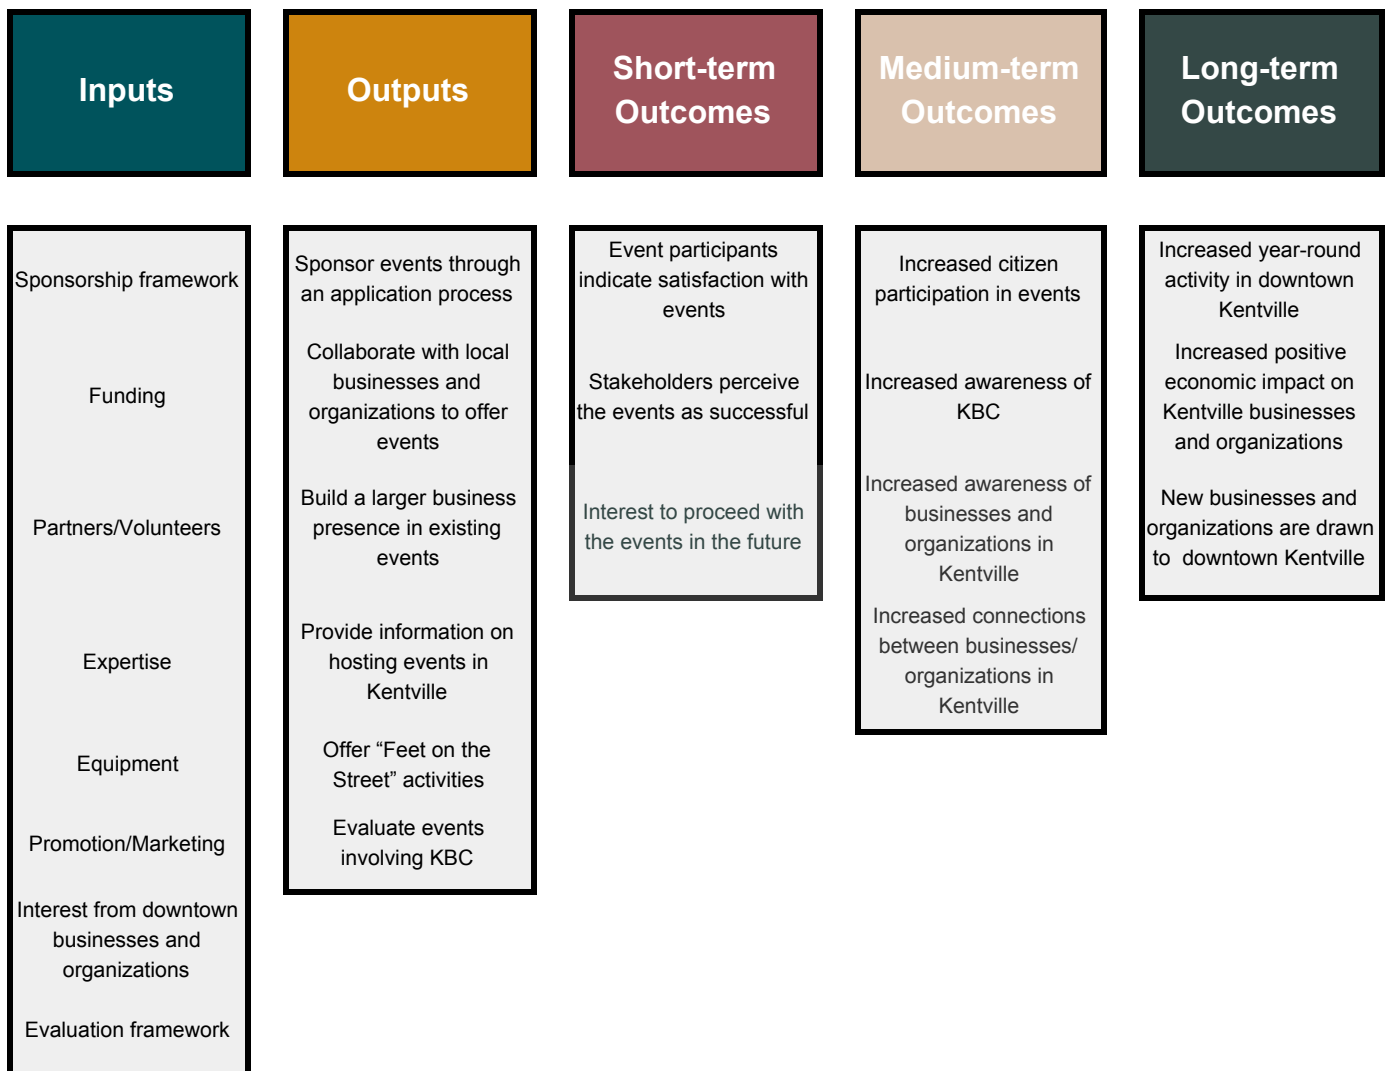 Inputs
Outputs
Short-term
Outcomes
Medium-term
Outcomes
Long-term
Outcomes
Sponsorship framework
Funding
Partners/Volunteers
Expertise
Equipment
Promotion/Marketing
Interest from downtown
businesses and
organizations
Evaluation framework
Sponsor events through
an application process
Collaborate with local
businesses and
organizations to offer
events
Build a larger business
presence in existing
events
Provide information on
hosting events in
Kentville
Offer “Feet on the
Street” activities
Evaluate events
involving KBC
Event participants
indicate satisfaction with
events
Stakeholders perceive
the events as successful
Interest to proceed with
the events in the future
Increased citizen
participation in events
Increased awareness of
KBC
Increased awareness of
businesses and
organizations in
Kentville
Increased connections
between businesses/
organizations in
Kentville
Increased year-round
activity in downtown
Kentville
Increased positive
economic impact on
Kentville businesses
and organizations
New businesses and
organizations are drawn
to downtown Kentville